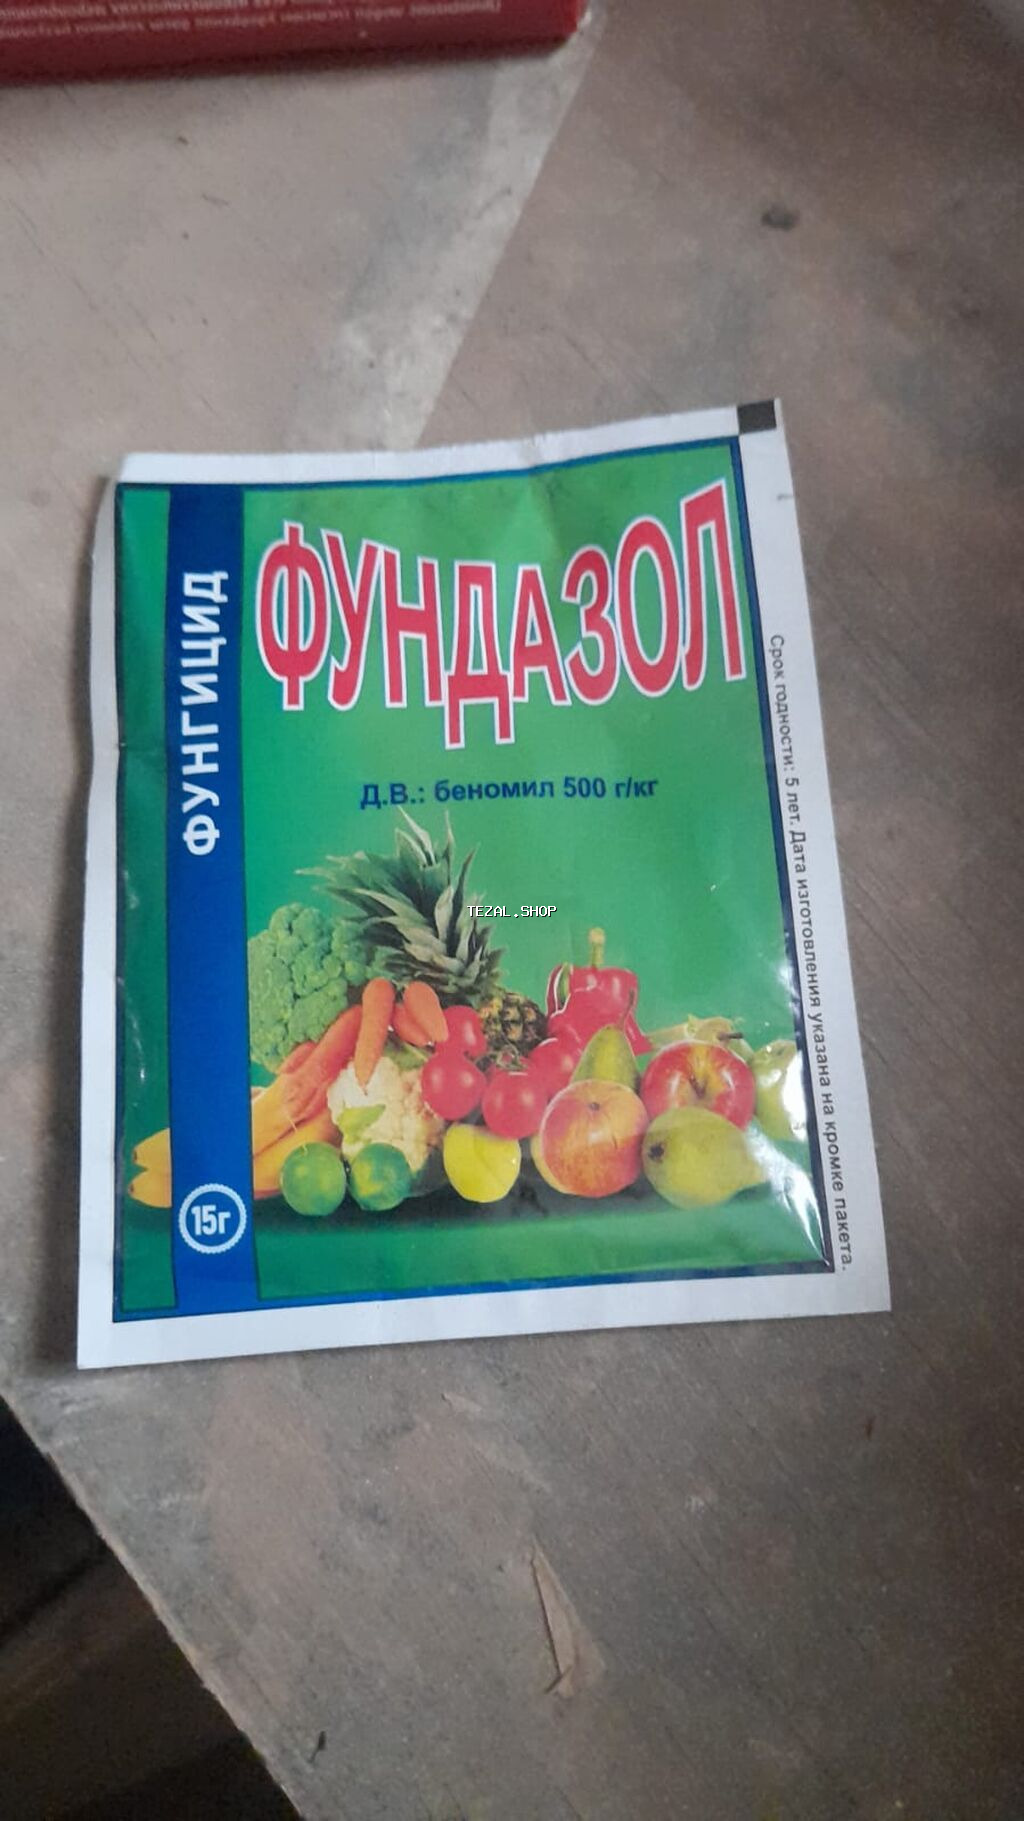 ФУНГИЦИД
ФУНДАЗОЛ
Д.В.: беномил 500 г/кг
TEZAL.SHOP
15г
Срок годности: 5 лет. Дата изготовления указана на кромке пакета.